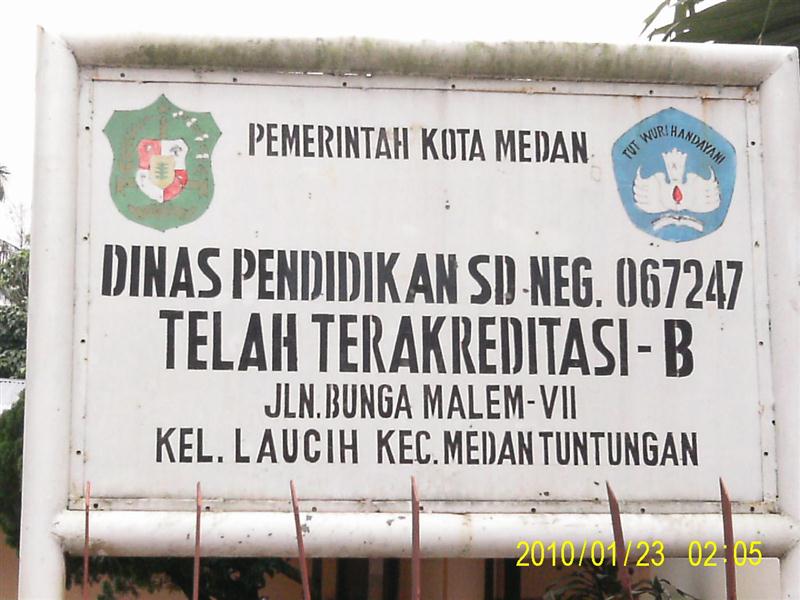 PEMERINTAH KOTA MEDAN
TUT WURI HANDAYANI
DINAS PENDIDIKAN SD NEG. 067247
TELAH TERAKREDITASI-B
JLN.BUNGA MALEM-VII
KEL. LAUCIH KEC.MEDAN TUNTUNGAN
2010/01/23 02:05